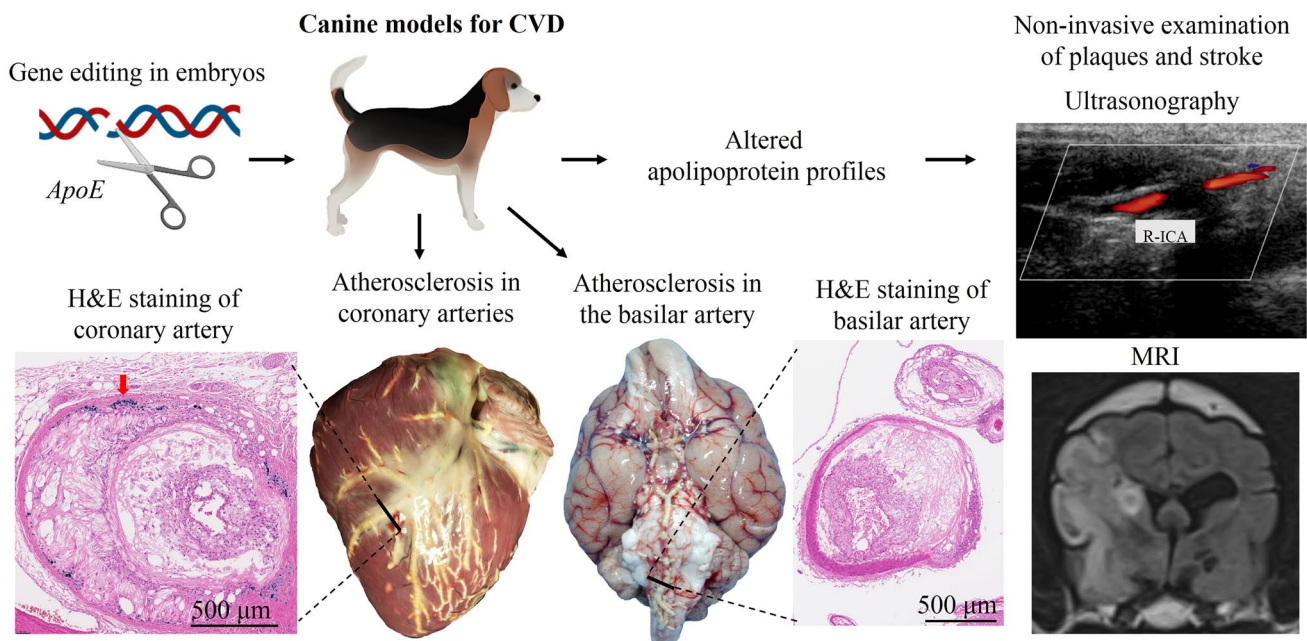 Canine models for CVD
Gene editing in embryos
ApoE
Altered
apolipoprotein profiles
Non-invasive examination
of plaques and stroke
Ultrasonography
R-ICA
H&E staining of
coronary artery
Atherosclerosis in
coronary arteries
Atherosclerosis in
the basilar artery
H&E staining of
basilar artery
MRI
500 μm
500 μm